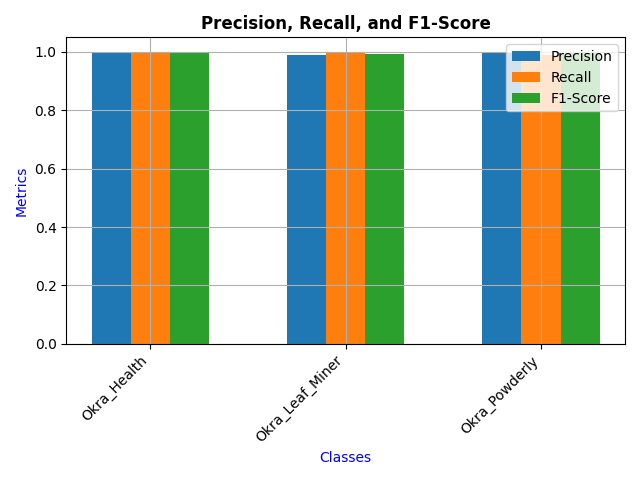 Precision, Recall, and F1-Score
Precision
Recall
F1-Score
Metrics
1.0
0.8
0.6
0.4
0.2
0.0
Okra_Health
Okra_Leaf_Miner
Okra_Powderly
Classes